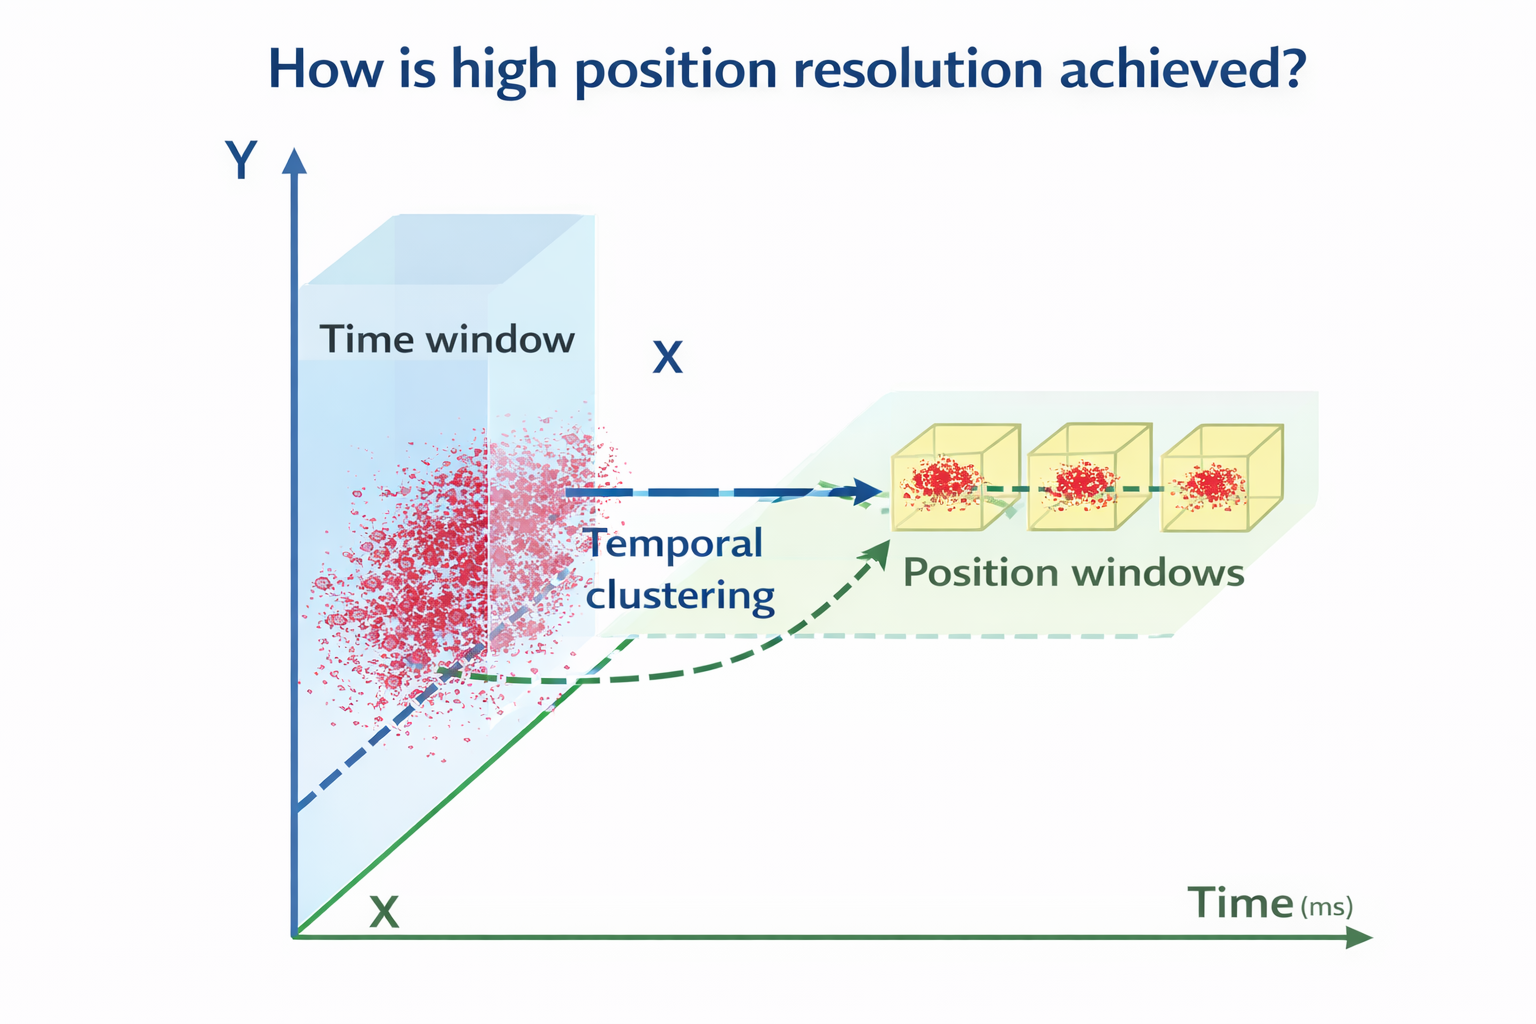 How is high position resolution achieved?
Y
Time window
X
Temporal
clustering
Position windows
X
Time (ms)